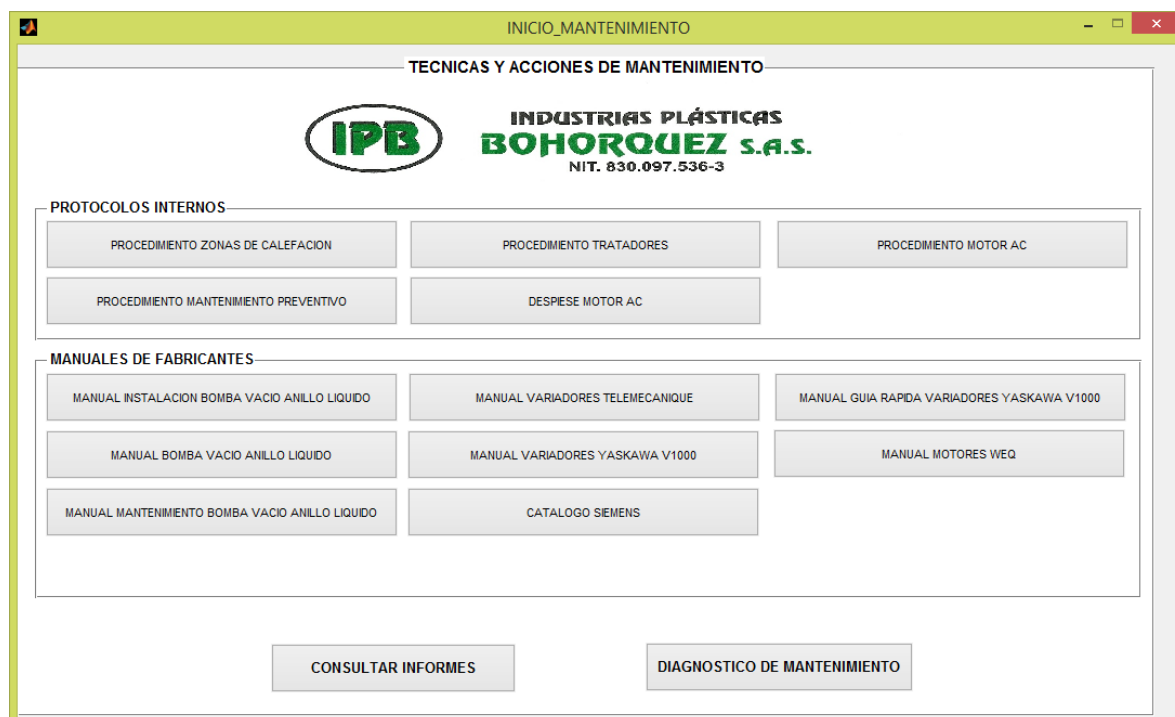 INICIO_MANTENIMIENTO
TECNICAS Y ACCIONES DE MANTENIMIENTO
IPB
INDUSTRIAS PLÁSTICAS
BOHORQUEZ S.A.S.
NIT. 830.097.536-3
PROTOCOLOS INTERNOS
PROCEDIMIENTO ZONAS DE CALEFACION
PROCEDIMIENTO TRATADORES
PROCEDIMIENTO MOTOR AC
PROCEDIMIENTO MANTENIMIENTO PREVENTIVO
DESPIESE MOTOR AC
MANUALES DE FABRICANTES
MANUAL INSTALACION BOMBA VACIO ANILLO LIQUIDO
MANUAL VARIADORES TELEMECANIQUE
MANUAL GUIA RAPIDA VARIADORES YASKAWA V1000
MANUAL BOMBA VACIO ANILLO LIQUIDO
MANUAL VARIADORES YASKAWA V1000
MANUAL MOTORES WEQ
MANUAL MANTENIMIENTO BOMBA VACIO ANILLO LIQUIDO
CATALOGO SIEMENS
CONSULTAR INFORMES
DIAGNOSTICO DE MANTENIMIENTO